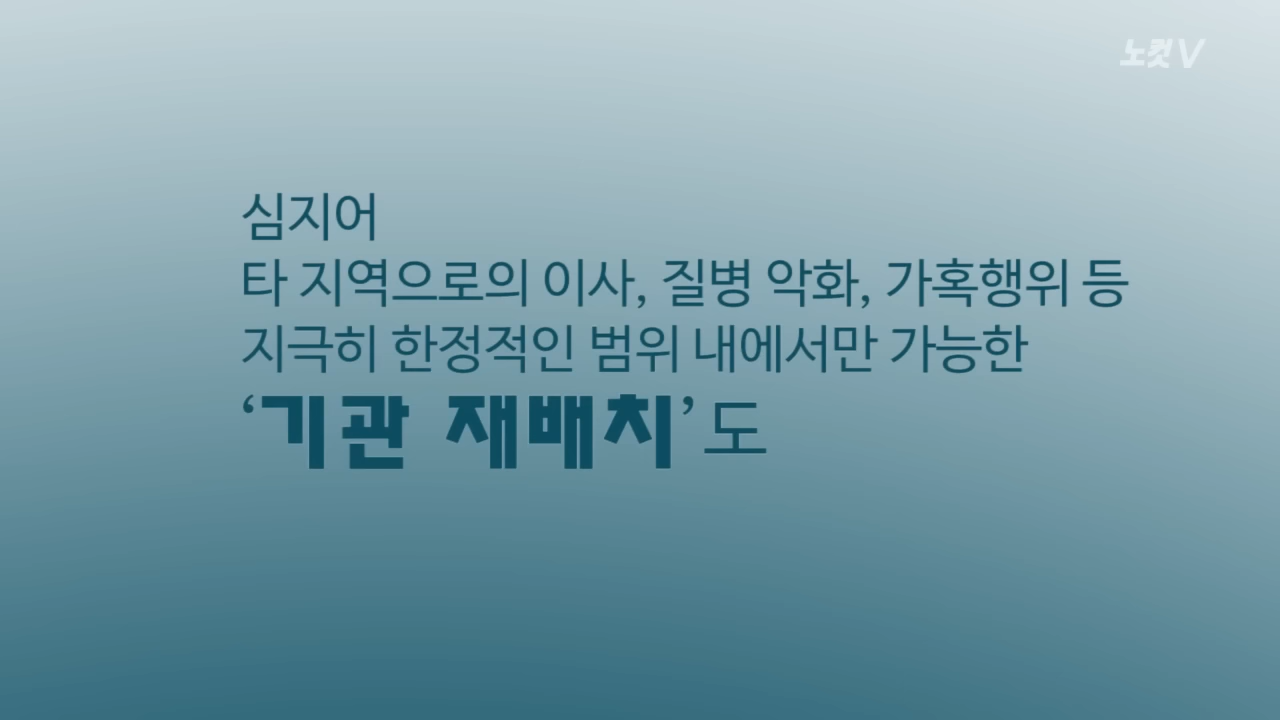 노컷V
심지어
타 지역으로의 이사, 질병 악화, 가혹행위 등
지극히 한정적인 범위 내에서만 가능한
‘기관 재배치’도